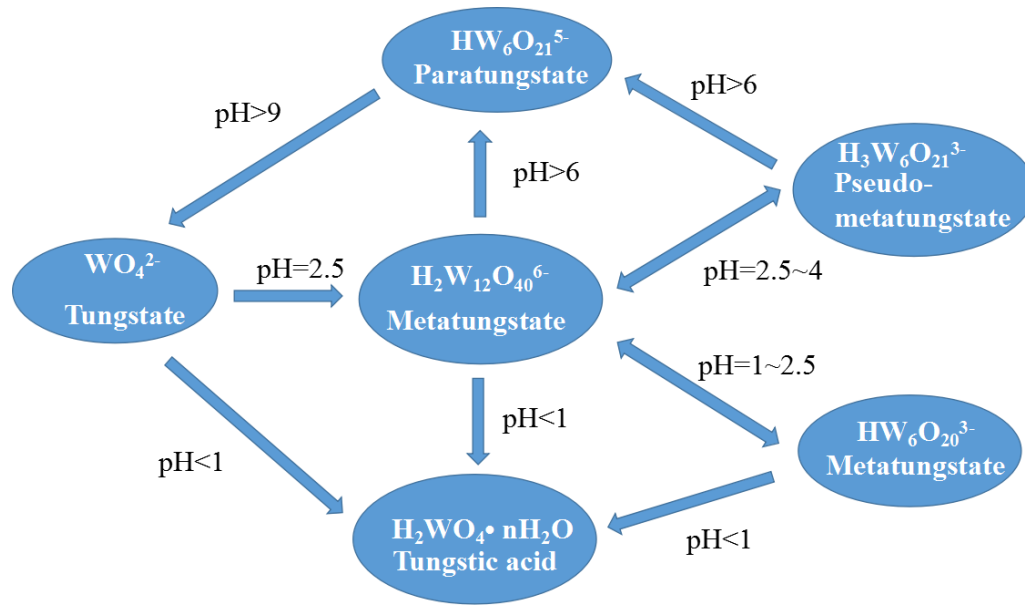 HW₆O₂₁⁵⁻
Paratungstate
pH>9
pH>6
pH>6
H₃W₆O₂₁³⁻
Pseudo-
metatungstate
WO₄²⁻
Tungstate
pH=2.5
H₂W₁₂O₄₀⁶⁻
Metatungstate
pH=2.5~4
pH=1~2.5
pH<1
pH<1
HW₆O₂₀³⁻
Metatungstate
H₂WO₄• nH₂O
Tungstic acid
pH<1